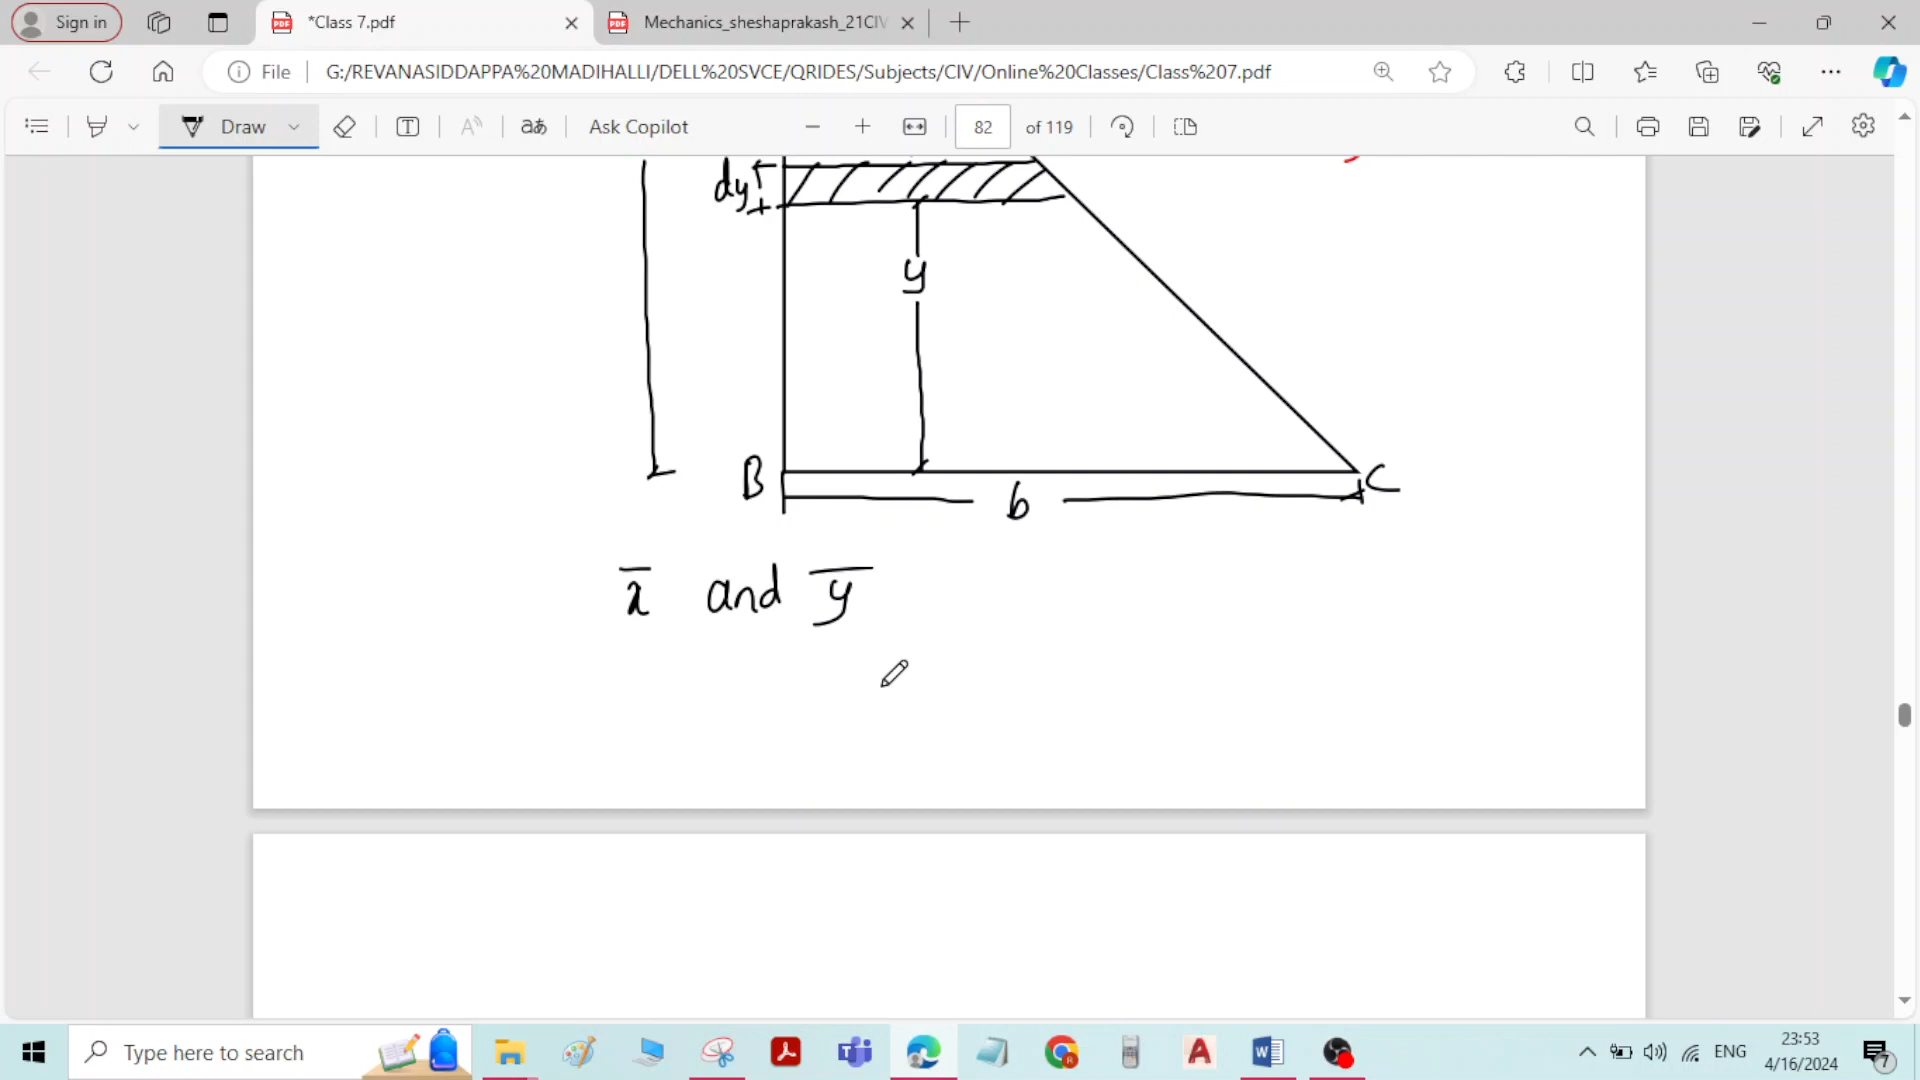 Sign in
*Class 7.pdf
Mechanics_sheshaprakash_21CIV
File
G:/REVANASIDDAPPA%20MADIHALLI/DELL%20SVCE/QRIDES/Subjects/CIV/Online%20Classes/Class%207.pdf
Draw
Ask Copilot
82 of 119
dy
y
B
C
b
x̄ and ȳ
Type here to search
ENG
23:53
4/16/2024
7